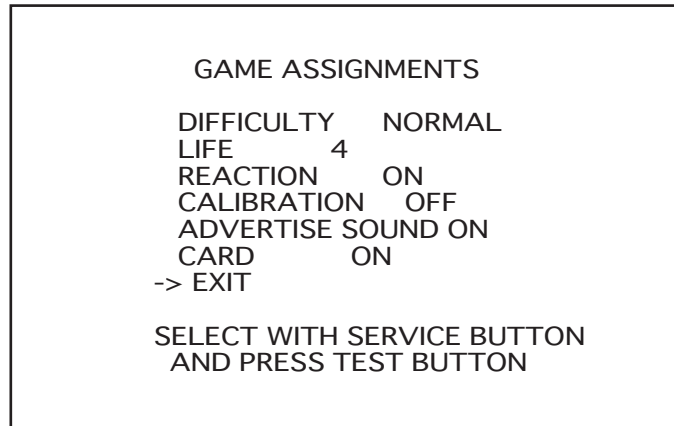 GAME ASSIGNMENTS
DIFFICULTY NORMAL
LIFE 4
REACTION ON
CALIBRATION OFF
ADVERTISE SOUND ON
CARD ON
-> EXIT
SELECT WITH SERVICE BUTTON
AND PRESS TEST BUTTON